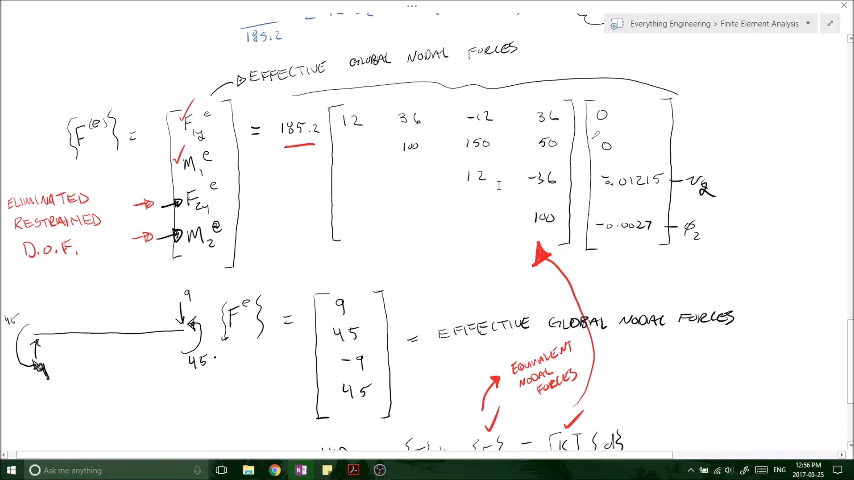 185.2
Everything Engineering > Finite Element Analysis
EFFECTIVE GLOBAL NODAL FORCES
{F^(e)} = [F1y^e M1^e F2y^e M2^e] = 185.2
12 36 -12 36 0
100 150 50 0
12 -36 -0.01215 v2
100 -0.0027 φ2
ELIMINATED
RESTRAINED
D.O.F.
45 9 9 45
{F^e} = [9 45 -9 45] = EFFECTIVE GLOBAL NODAL FORCES
EQUIVALENT
NODAL
FORCES
- [K] {d}
Ask me anything
ENG
12:56 PM
2017-03-25